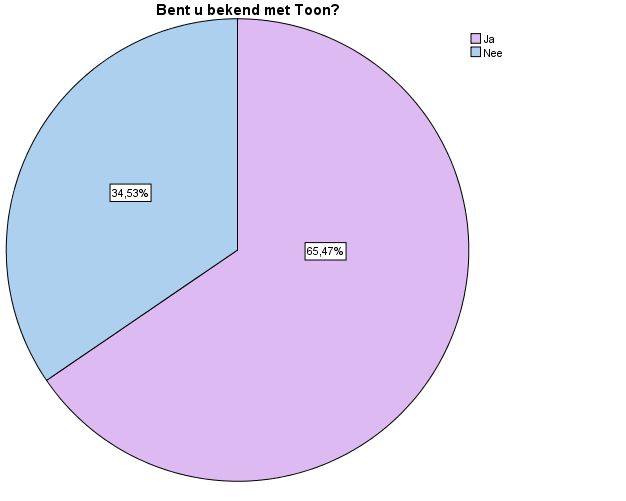 Bent u bekend met Toon?
Ja
Nee
34,53%
65,47%